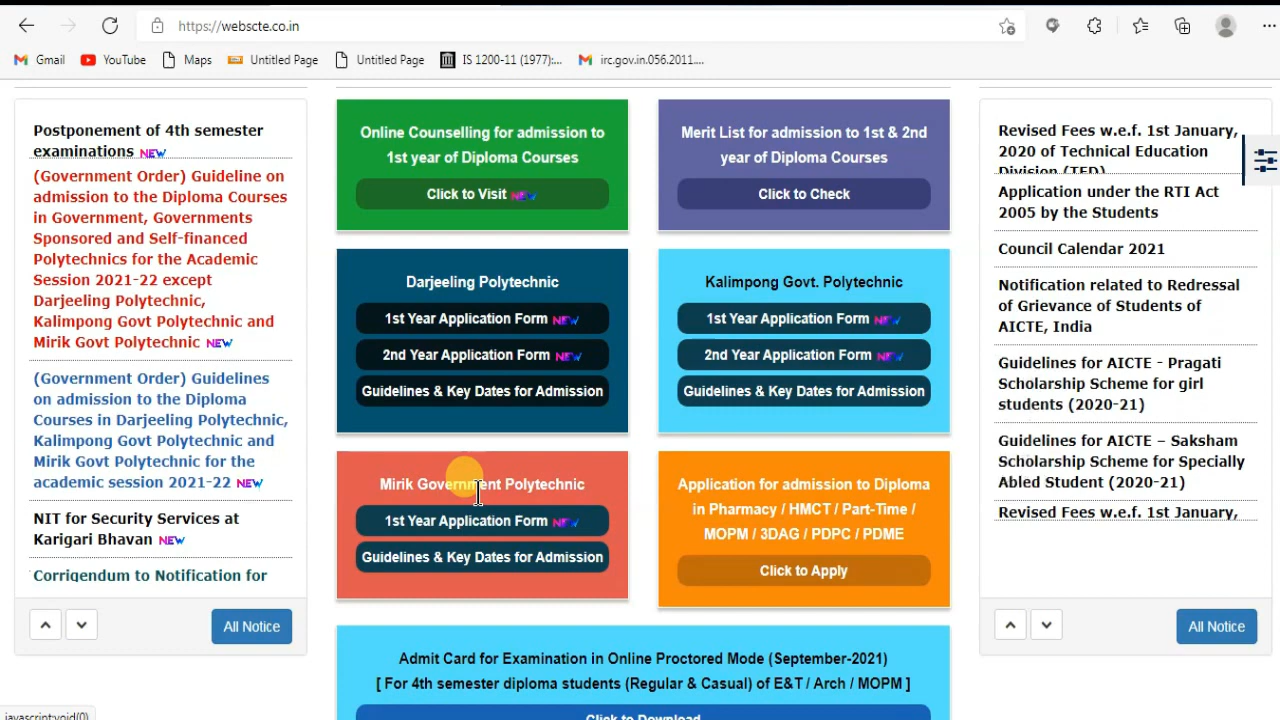 https://webscte.co.in
Gmail
YouTube
Maps
Untitled Page
Untitled Page
IS 1200-11 (1977):...
irc.gov.in.056.2011....
Postponement of 4th semester
examinations NEW
(Government Order) Guideline on
admission to the Diploma Courses
in Government, Governments
Sponsored and Self-financed
Polytechnics for the Academic
Session 2021-22 except
Darjeeling Polytechnic,
Kalimpong Govt Polytechnic and
Mirik Govt Polytechnic NEW
(Government Order) Guidelines
on admission to the Diploma
Courses in Darjeeling Polytechnic,
Kalimpong Govt Polytechnic and
Mirik Govt Polytechnic for the
academic session 2021-22 NEW
NIT for Security Services at
Karigari Bhavan NEW
Corrigendum to Notification for
All Notice
Online Counselling for admission to
1st year of Diploma Courses
Click to Visit NEW
Merit List for admission to 1st & 2nd
year of Diploma Courses
Click to Check
Darjeeling Polytechnic
1st Year Application Form NEW
2nd Year Application Form NEW
Guidelines & Key Dates for Admission
Kalimpong Govt. Polytechnic
1st Year Application Form NEW
2nd Year Application Form NEW
Guidelines & Key Dates for Admission
Mirik Government Polytechnic
1st Year Application Form NEW
Guidelines & Key Dates for Admission
Application for admission to Diploma
in Pharmacy / HMCT / Part-Time /
MOPM / 3DAG / PDPC / PDME
Click to Apply
Admit Card for Examination in Online Proctored Mode (September-2021)
[ For 4th semester diploma students (Regular & Casual) of E&T / Arch / MOPM ]
Click to Download
Revised Fees w.e.f. 1st January,
2020 of Technical Education
Division (TED)
Application under the RTI Act
2005 by the Students
Council Calendar 2021
Notification related to Redressal
of Grievance of Students of
AICTE, India
Guidelines for AICTE - Pragati
Scholarship Scheme for girl
students (2020-21)
Guidelines for AICTE – Saksham
Scholarship Scheme for Specially
Abled Student (2020-21)
Revised Fees w.e.f. 1st January,
All Notice
javascript:void(0)